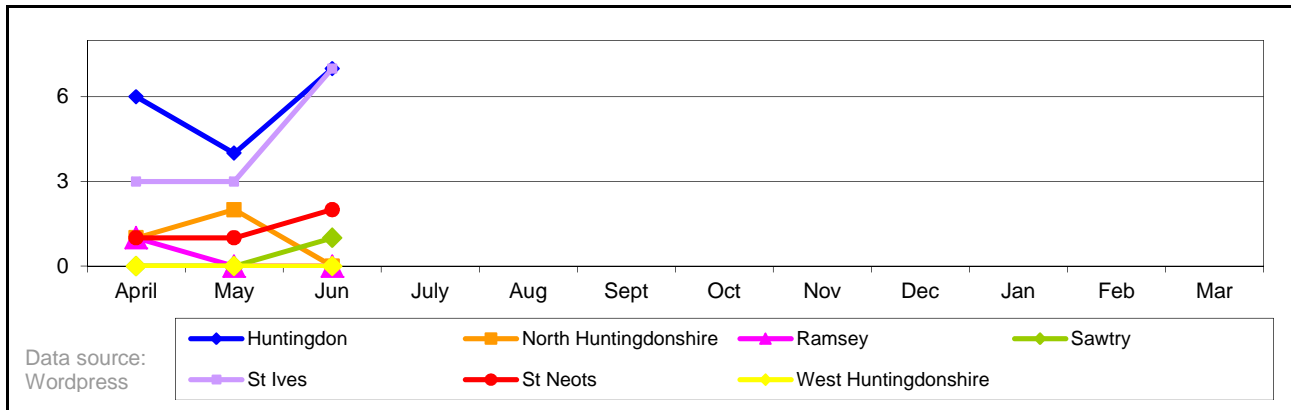 6
3
0
April May Jun July Aug Sept Oct Nov Dec Jan Feb Mar
Huntingdon North Huntingdonshire Ramsey Sawtry
St Ives St Neots West Huntingdonshire
Data source:
Wordpress